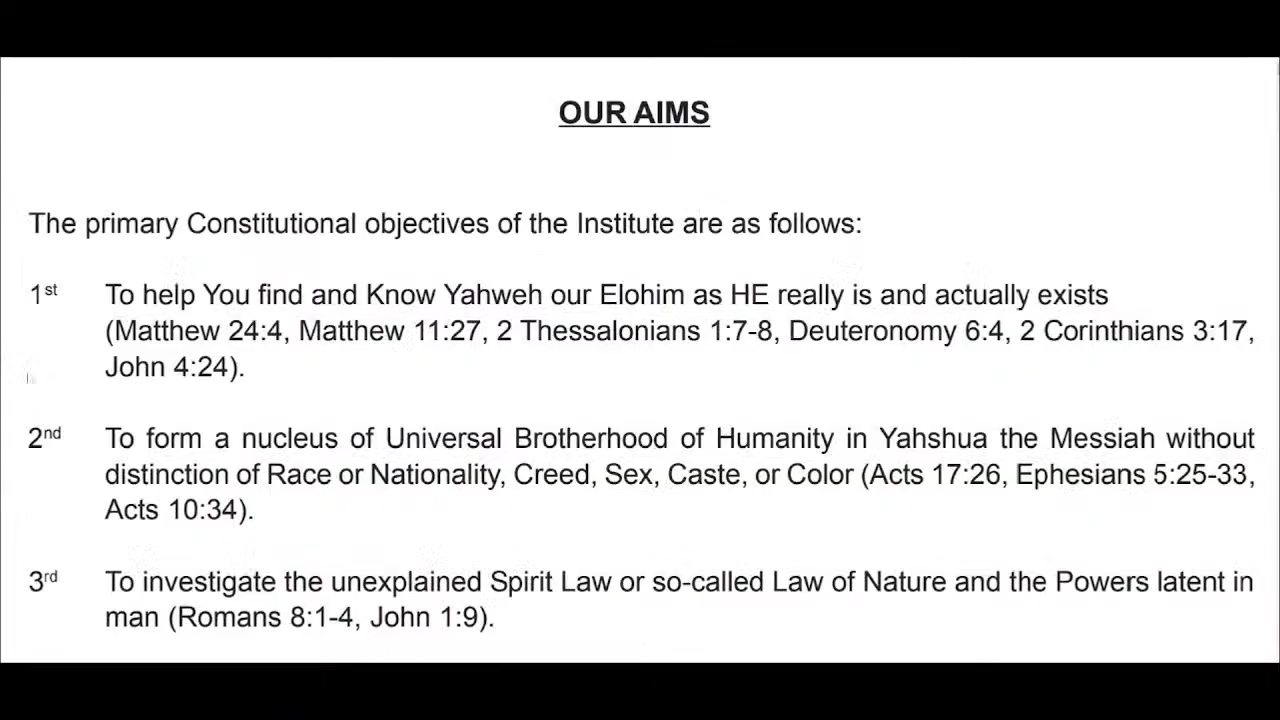 OUR AIMS
The primary Constitutional objectives of the Institute are as follows:
1st To help You find and Know Yahweh our Elohim as HE really is and actually exists
(Matthew 24:4, Matthew 11:27, 2 Thessalonians 1:7-8, Deuteronomy 6:4, 2 Corinthians 3:17,
John 4:24).
2nd To form a nucleus of Universal Brotherhood of Humanity in Yahshua the Messiah without
distinction of Race or Nationality, Creed, Sex, Caste, or Color (Acts 17:26, Ephesians 5:25-33,
Acts 10:34).
3rd To investigate the unexplained Spirit Law or so-called Law of Nature and the Powers latent in
man (Romans 8:1-4, John 1:9).